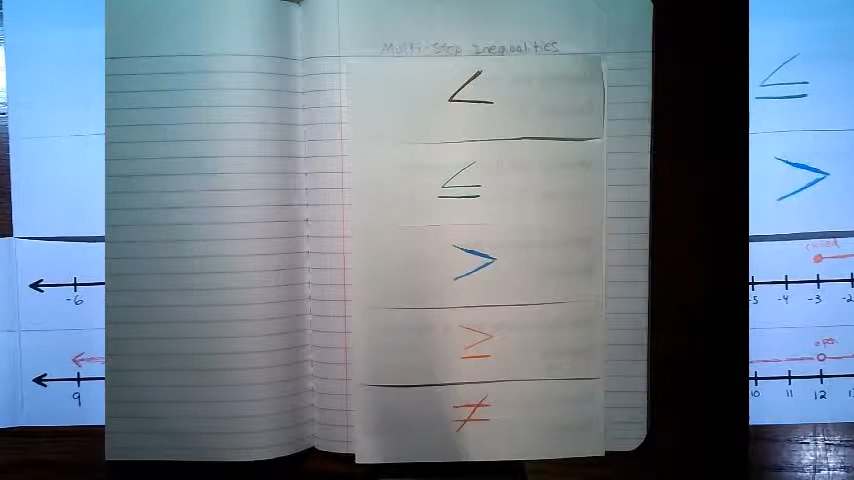 Multi-Step Inequalities
<
≤
>
≥
≠
≤
>
closed
-6
-5 -4 -3 -2
open
9
10 11 12